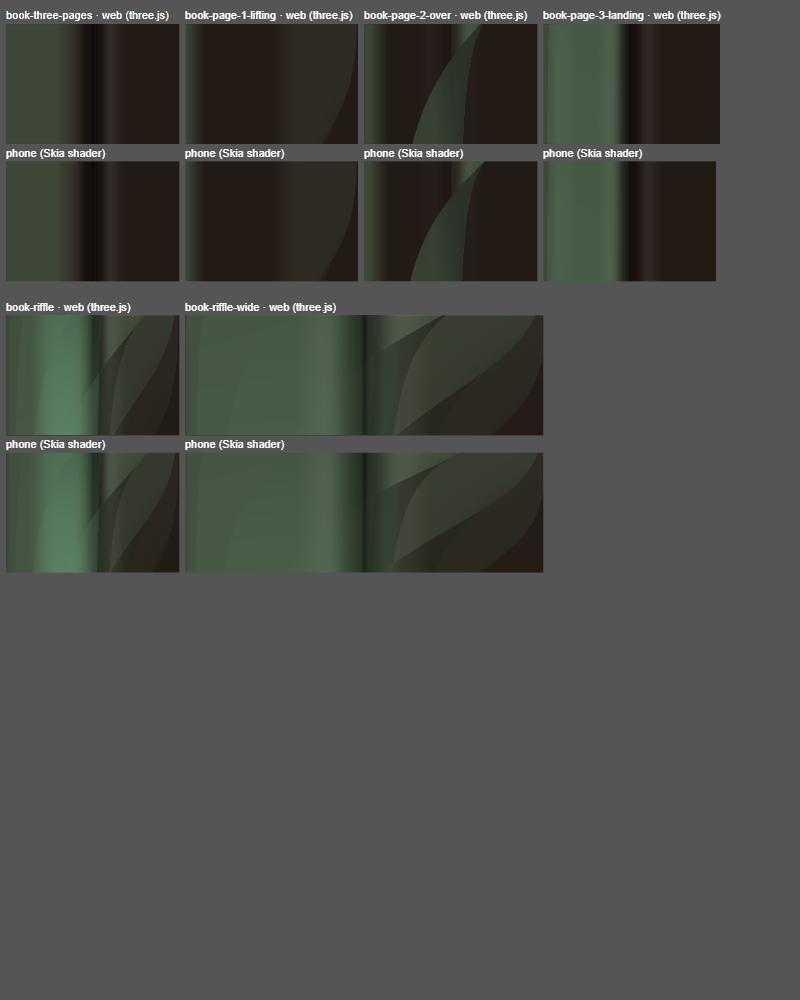 book-three-pages · web (three.js)
book-page-1-lifting · web (three.js)
book-page-2-over · web (three.js)
book-page-3-landing · web (three.js)
phone (Skia shader)
phone (Skia shader)
phone (Skia shader)
phone (Skia shader)
book-riffle · web (three.js)
book-riffle-wide · web (three.js)
phone (Skia shader)
phone (Skia shader)